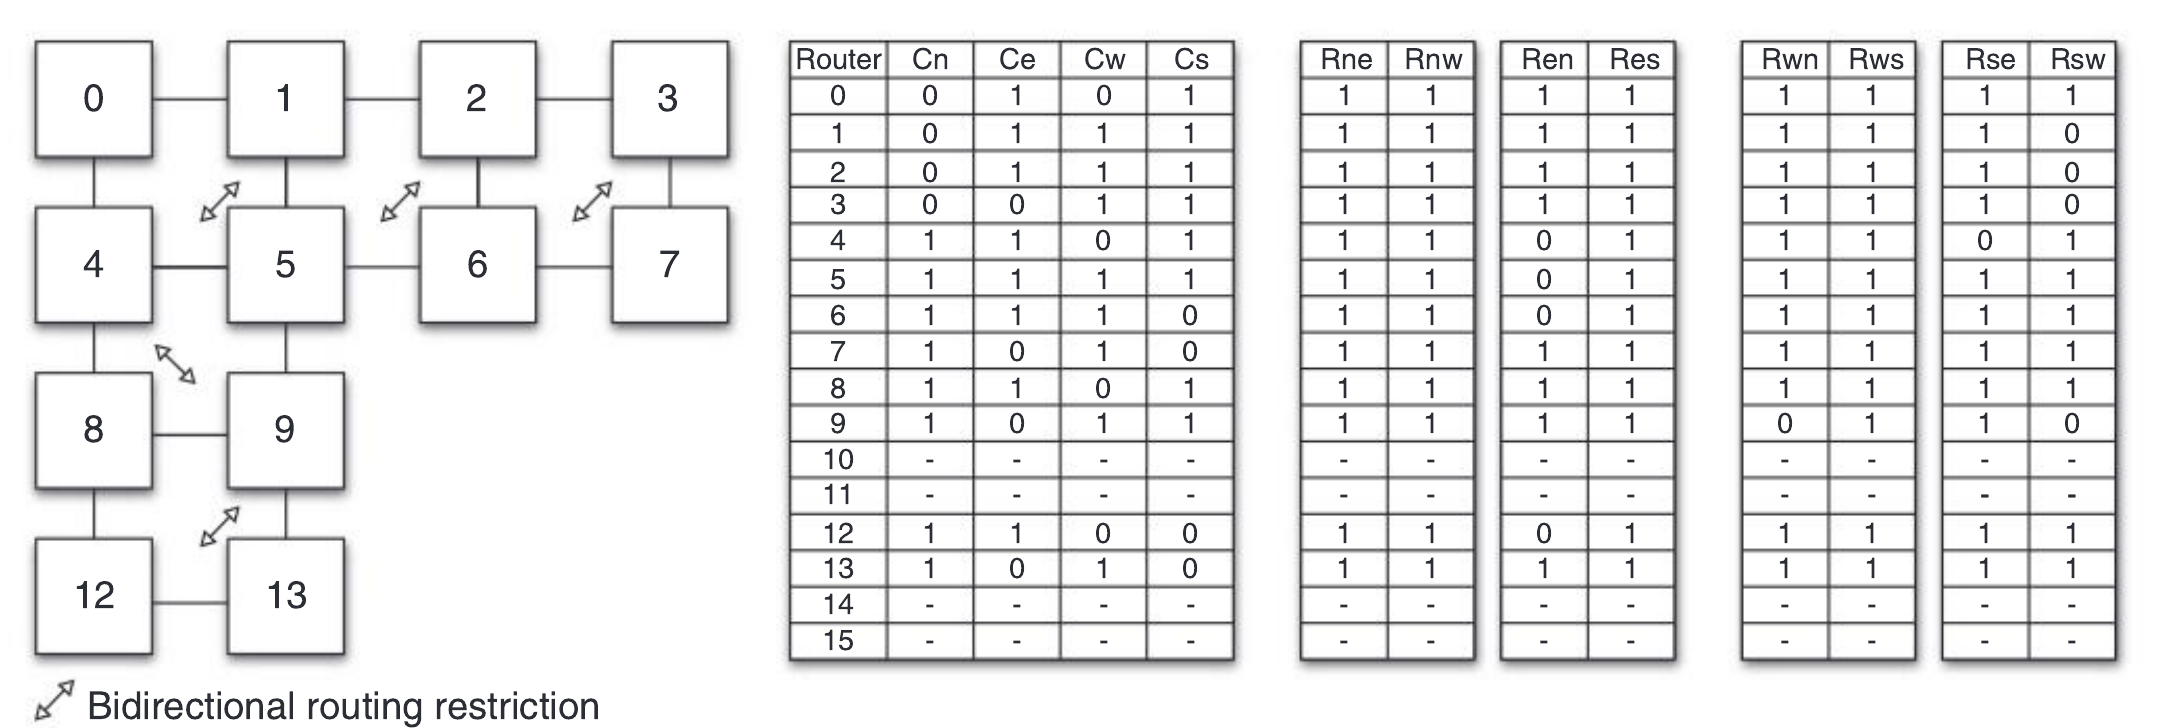 0 1 2 3
4 5 6 7
8 9
12 13
Bidirectional routing restriction
Router Cn Ce Cw Cs Rne Rnw Ren Res Rwn Rws Rse Rsw
0 0 1 0 1 1 1 1 1 1 1 1 1
1 0 1 1 1 1 1 1 1 1 1 1 0
2 0 1 1 1 1 1 1 1 1 1 1 0
3 0 0 1 1 1 1 1 1 1 1 1 0
4 1 1 0 1 1 1 0 1 1 1 0 1
5 1 1 1 1 1 1 0 1 1 1 1 1
6 1 1 1 0 1 1 0 1 1 1 1 1
7 1 0 1 0 1 1 1 1 1 1 1 1
8 1 1 0 1 1 1 1 1 1 1 1 1
9 1 0 1 1 1 1 1 1 0 1 1 0
10 - - - - - - - - - - - -
11 - - - - - - - - - - - -
12 1 1 0 0 1 1 0 1 1 1 1 1
13 1 0 1 0 1 1 1 1 1 1 1 1
14 - - - - - - - - - - - -
15 - - - - - - - - - - - -